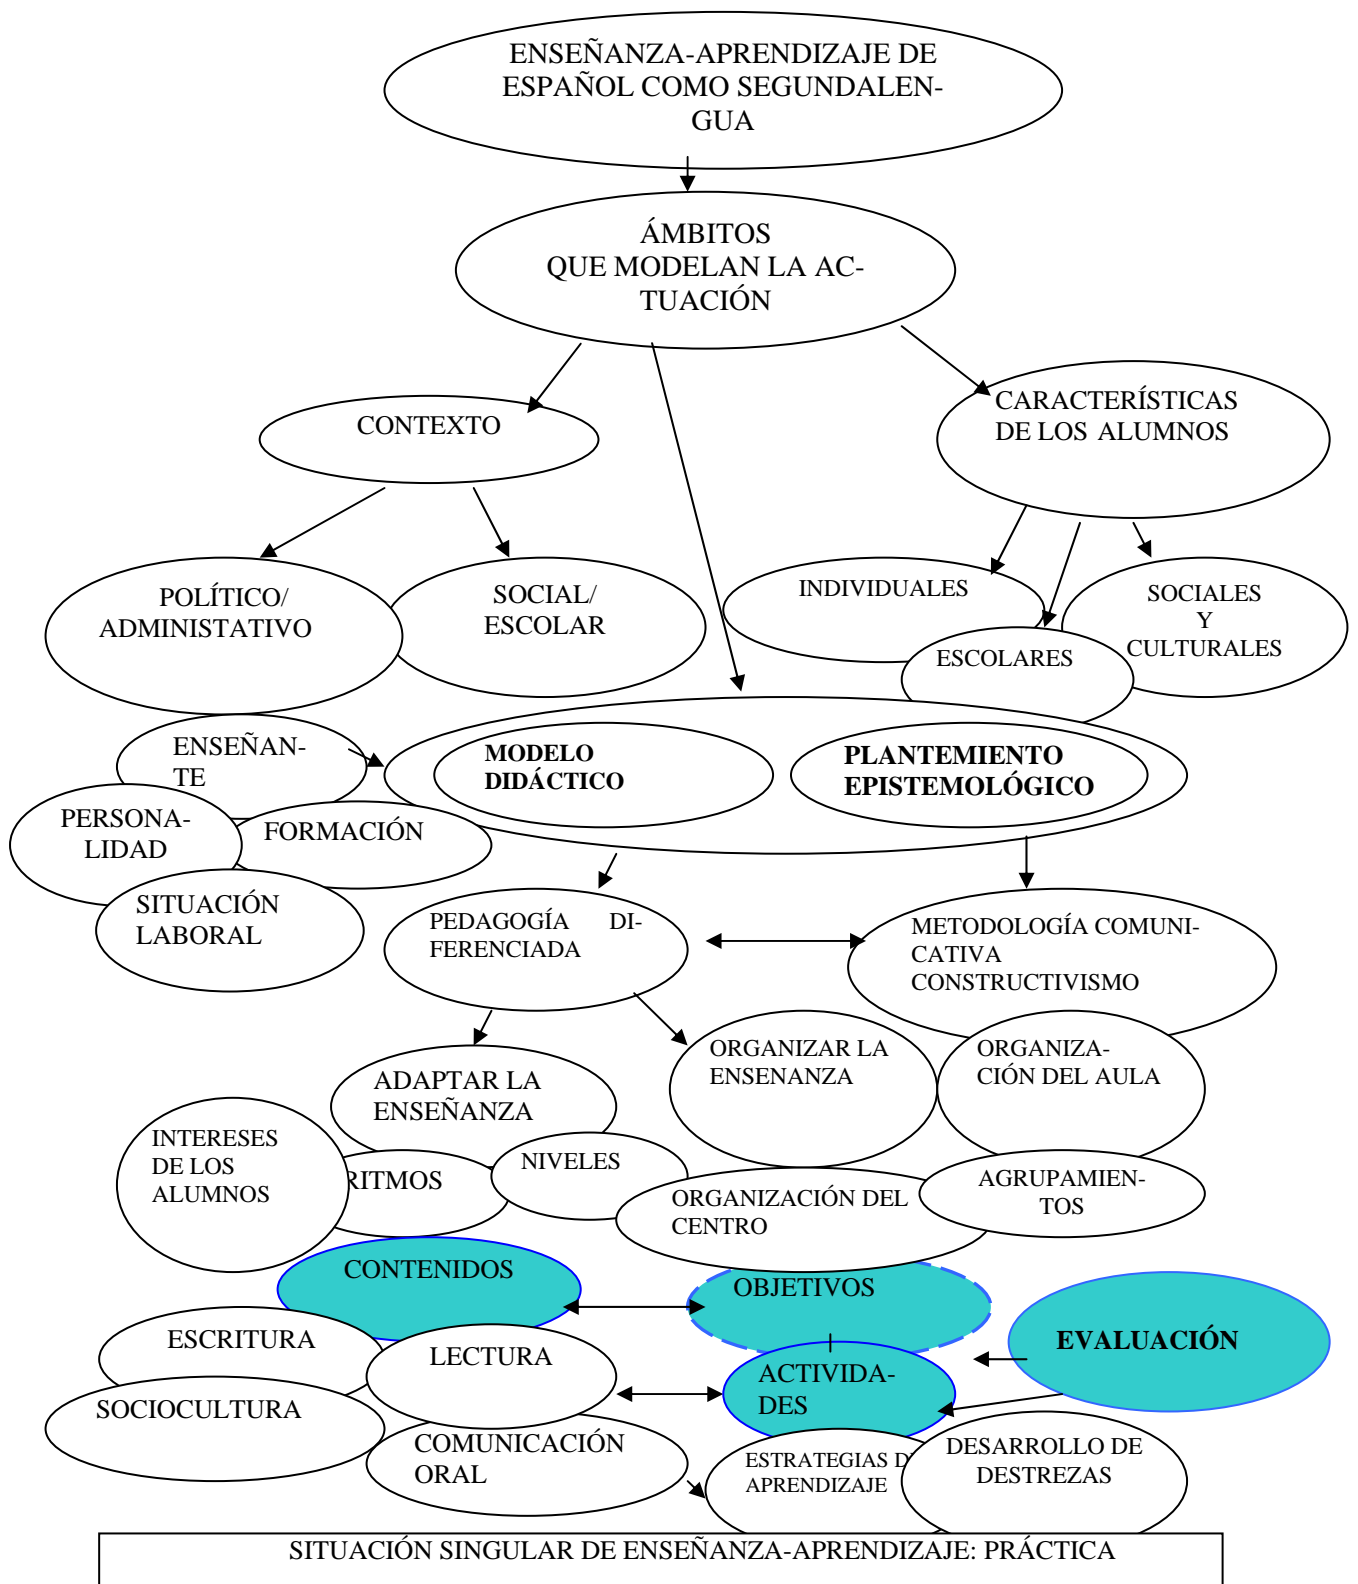 ENSEÑANZA-APRENDIZAJE DE
ESPAÑOL COMO SEGUNDALEN-
GUA
ÁMBITOS
QUE MODELAN LA AC-
TUACIÓN
CONTEXTO
CARACTERÍSTICAS
DE LOS ALUMNOS
POLÍTICO/
ADMINISTATIVO
SOCIAL/
ESCOLAR
INDIVIDUALES
ESCOLARES
SOCIALES
Y
CULTURALES
ENSEÑAN-
TE
PERSONA-
LIDAD
FORMACIÓN
SITUACIÓN
LABORAL
MODELO
DIDÁCTICO
PLANTEMIENTO
EPISTEMOLÓGICO
PEDAGOGÍA DI-
FERENCIADA
METODOLOGÍA COMUNI-
CATIVA
CONSTRUCTIVISMO
ADAPTAR LA
ENSEÑANZA
ORGANIZAR LA
ENSENANZA
ORGANIZA-
CIÓN DEL AULA
INTERESES
DE LOS
ALUMNOS
RITMOS
NIVELES
ORGANIZACIÓN DEL
CENTRO
AGRUPAMIEN-
TOS
CONTENIDOS
OBJETIVOS
EVALUACIÓN
ESCRITURA
LECTURA
ACTIVIDA-
DES
SOCIOCULTURA
COMUNICACIÓN
ORAL
ESTRATEGIAS D
APRENDIZAJE
DESARROLLO DE
DESTREZAS
SITUACIÓN SINGULAR DE ENSEÑANZA-APRENDIZAJE: PRÁCTICA